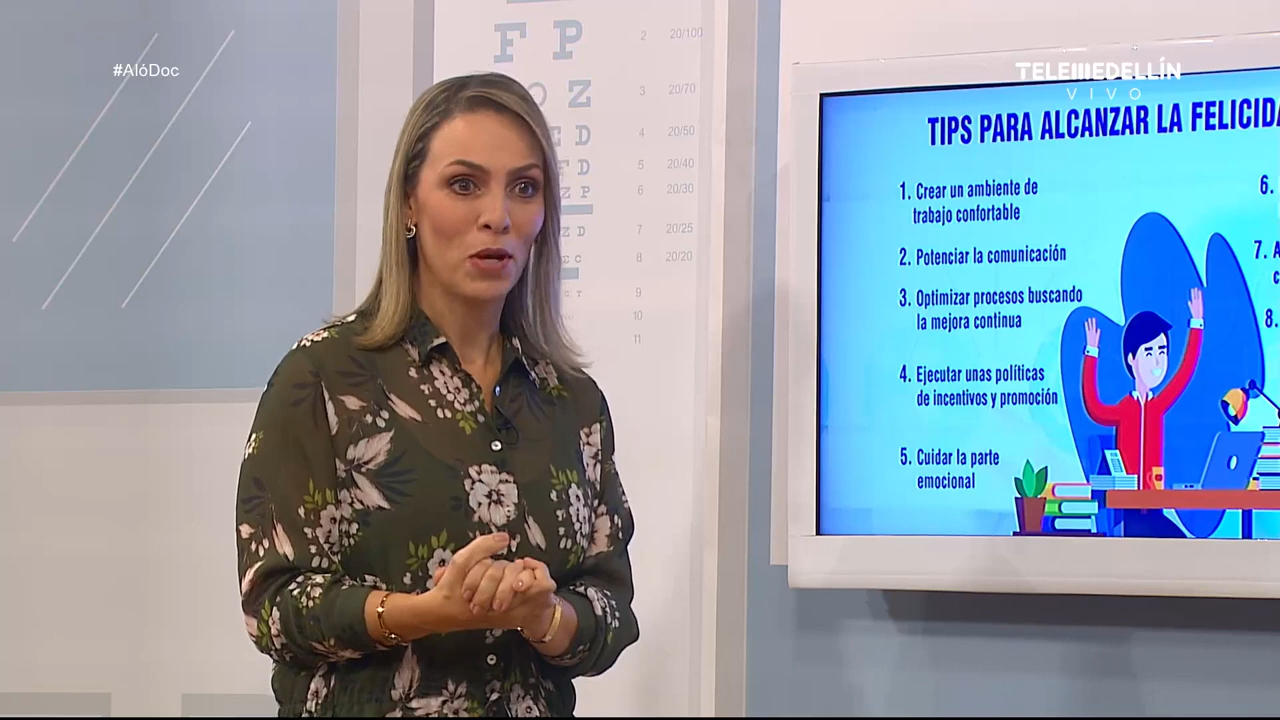 #AlóDoc
F P
2 20/100
O Z
3 20/70
E D
4 20/50
F D
5 20/40
Z P
6 20/30
Z D
7 20/25
E C
8 20/20
9
10
11
TELEMEDELLÍN
VIVO
TIPS PARA ALCANZAR LA FELICIDA
1. Crear un ambiente de
trabajo confortable
2. Potenciar la comunicación
3. Optimizar procesos buscando
la mejora continua
4. Ejecutar unas políticas
de incentivos y promoción
5. Cuidar la parte
emocional
6.
7. A
c
8.